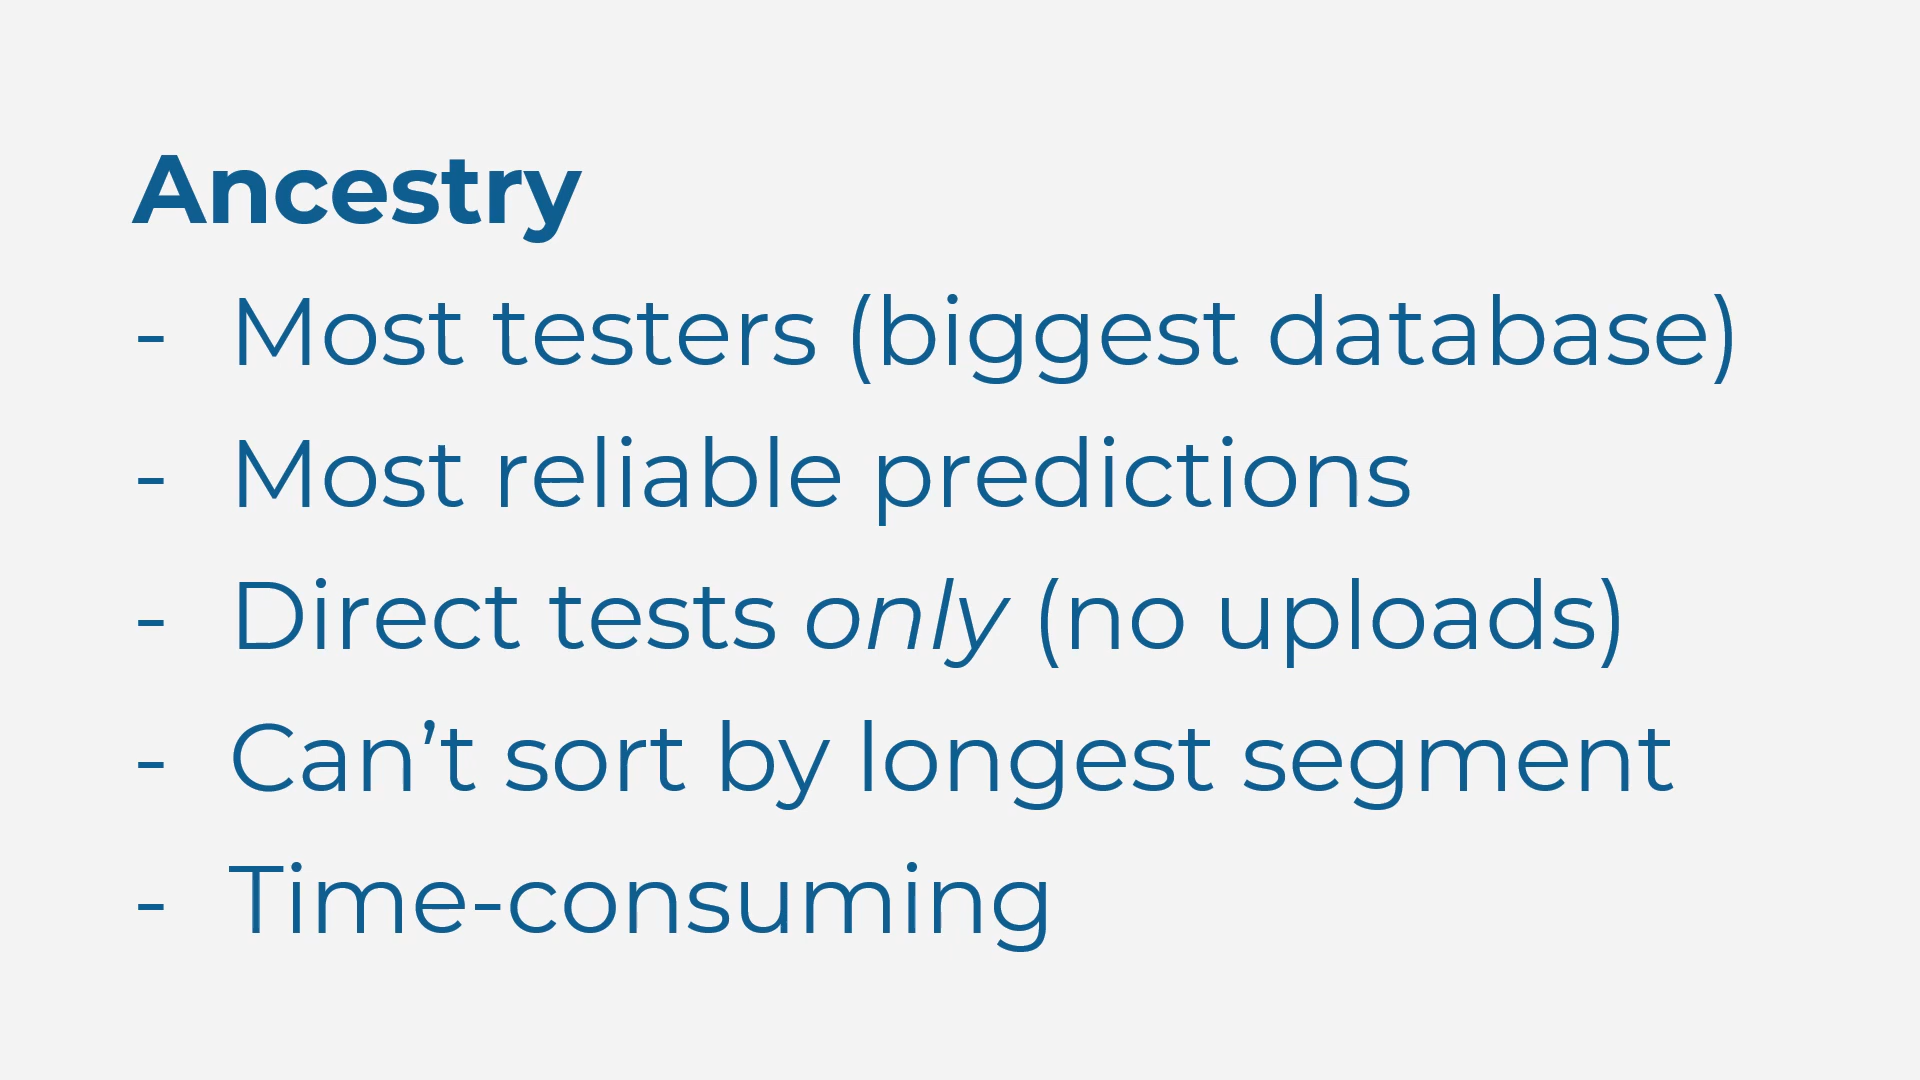 Ancestry
- Most testers (biggest database)
- Most reliable predictions
- Direct tests only (no uploads)
- Can’t sort by longest segment
- Time-consuming